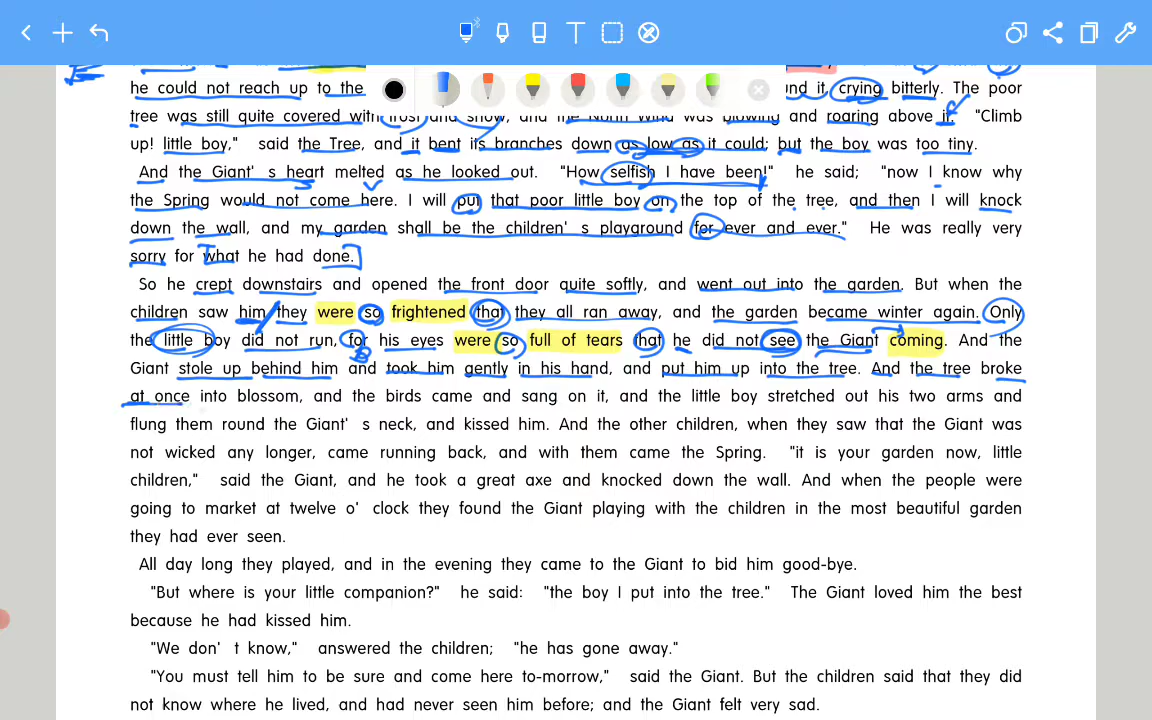 he could not reach up to the und it, crying bitterly. The poor
tree was still quite covered with frost and snow, and the North Wind was blowing and roaring above it. "Climb
up! little boy," said the Tree, and it bent its branches down as low as it could; but the boy was too tiny.
And the Giant' s heart melted as he looked out. "How selfish I have been!" he said; "now I know why
the Spring would not come here. I will put that poor little boy on the top of the tree, and then I will knock
down the wall, and my garden shall be the children' s playground for ever and ever." He was really very
sorry for what he had done.
So he crept downstairs and opened the front door quite softly, and went out into the garden. But when the
children saw him they were so frightened that they all ran away, and the garden became winter again. Only
the little boy did not run, for his eyes were so full of tears that he did not see the Giant coming. And the
Giant stole up behind him and took him gently in his hand, and put him up into the tree. And the tree broke
at once into blossom, and the birds came and sang on it, and the little boy stretched out his two arms and
flung them round the Giant' s neck, and kissed him. And the other children, when they saw that the Giant was
not wicked any longer, came running back, and with them came the Spring. "it is your garden now, little
children," said the Giant, and he took a great axe and knocked down the wall. And when the people were
going to market at twelve o' clock they found the Giant playing with the children in the most beautiful garden
they had ever seen.
All day long they played, and in the evening they came to the Giant to bid him good-bye.
"But where is your little companion?" he said: "the boy I put into the tree." The Giant loved him the best
because he had kissed him.
"We don' t know," answered the children; "he has gone away."
"You must tell him to be sure and come here to-morrow," said the Giant. But the children said that they did
not know where he lived, and had never seen him before; and the Giant felt very sad.